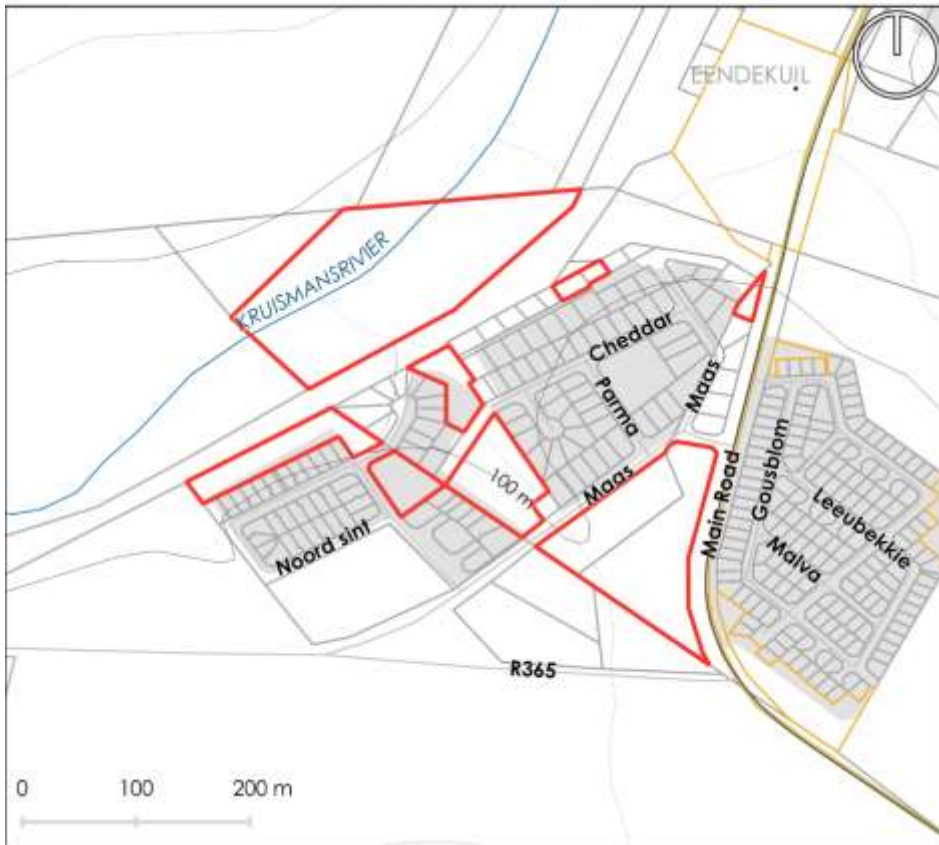 EENDEKUIL
KRUISMANSRIVIER
Cheddar
Parma
Maas
100 m
Maas
Main Road
Gousblom
Leeubekkie
Malva
Noord sint
R365
0 100 200 m